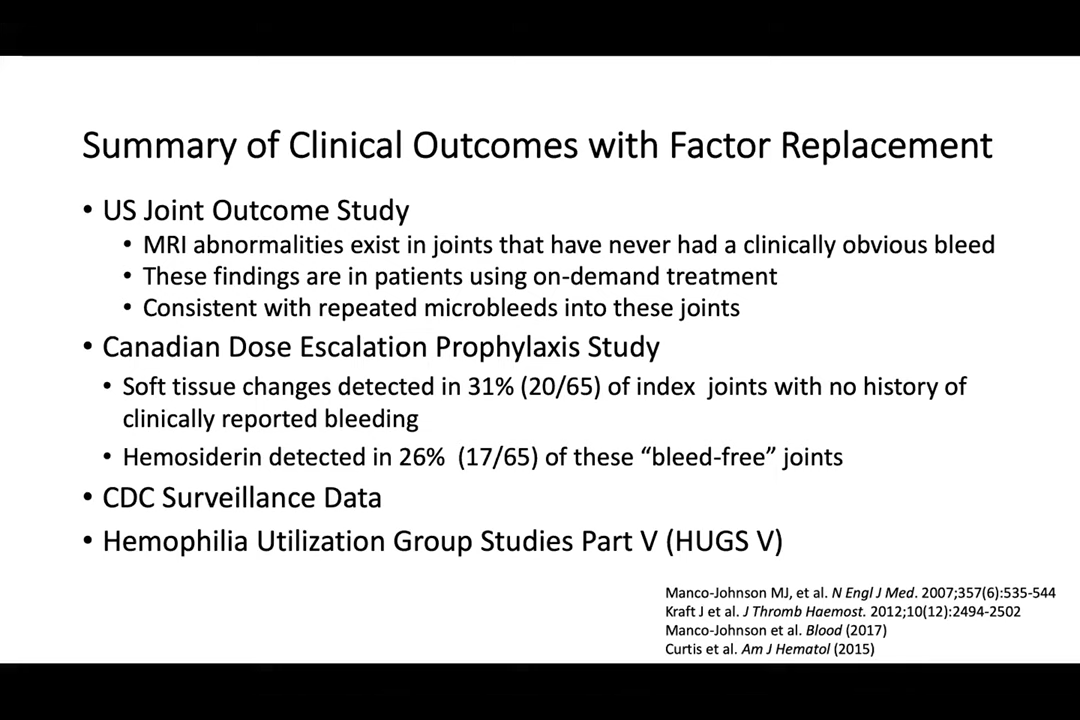 Summary of Clinical Outcomes with Factor Replacement
• US Joint Outcome Study
• MRI abnormalities exist in joints that have never had a clinically obvious bleed
• These findings are in patients using on-demand treatment
• Consistent with repeated microbleeds into these joints
• Canadian Dose Escalation Prophylaxis Study
• Soft tissue changes detected in 31% (20/65) of index joints with no history of
clinically reported bleeding
• Hemosiderin detected in 26% (17/65) of these “bleed-free” joints
• CDC Surveillance Data
• Hemophilia Utilization Group Studies Part V (HUGS V)
Manco-Johnson MJ, et al. N Engl J Med. 2007;357(6):535-544
Kraft J et al. J Thromb Haemost. 2012;10(12):2494-2502
Manco-Johnson et al. Blood (2017)
Curtis et al. Am J Hematol (2015)